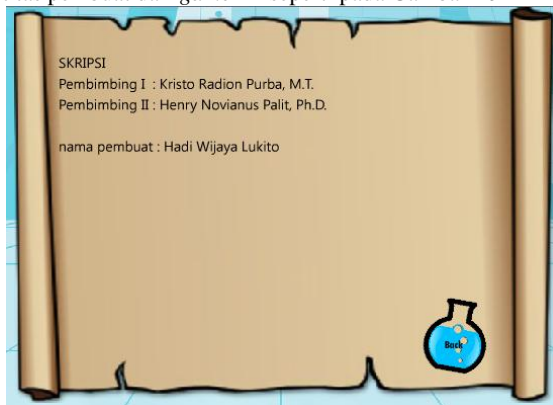 SKRIPSI
Pembimbing I : Kristo Radion Purba, M.T.
Pembimbing II : Henry Novianus Palit, Ph.D.
nama pembuat : Hadi Wijaya Lukito
Back